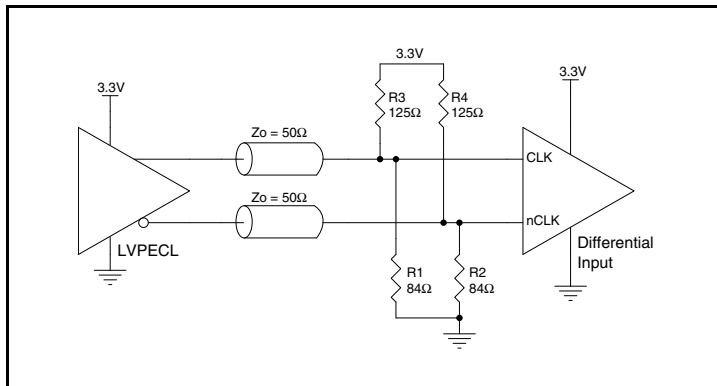 3.3V
3.3V
3.3V
R3
125Ω
R4
125Ω
Zo = 50Ω
CLK
Zo = 50Ω
nCLK
LVPECL
Differential
Input
R1
84Ω
R2
84Ω